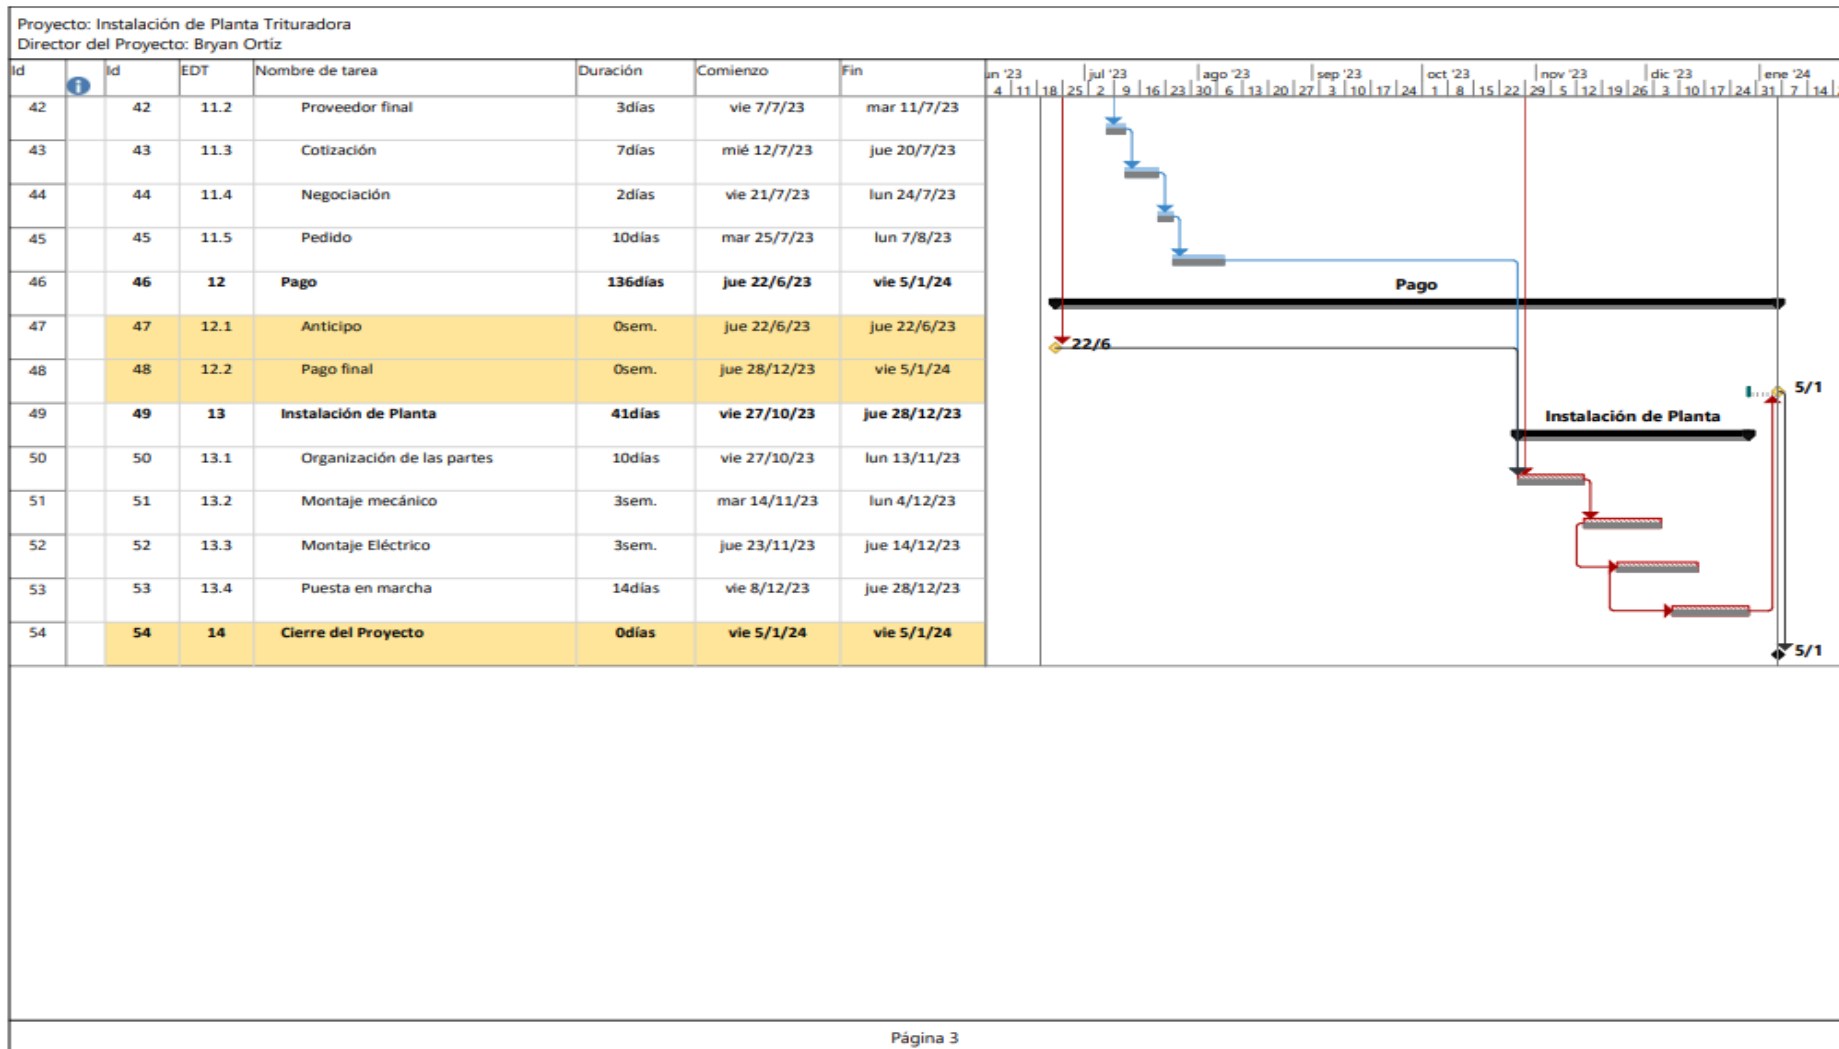 Proyecto: Instalación de Planta Trituradora
Director del Proyecto: Bryan Ortíz
Id Id EDT Nombre de tarea Duración Comienzo Fin
un '23 jul '23 ago '23 sep '23 oct '23 nov '23 dic '23 ene '24
4 11 18 25 2 9 16 23 30 6 13 20 27 3 10 17 24 1 8 15 22 29 5 12 19 26 3 10 17 24 31 7 14
42 42 11.2 Proveedor final 3días vie 7/7/23 mar 11/7/23
43 43 11.3 Cotización 7días mié 12/7/23 jue 20/7/23
44 44 11.4 Negociación 2días vie 21/7/23 lun 24/7/23
45 45 11.5 Pedido 10días mar 25/7/23 lun 7/8/23
46 46 12 Pago 136días jue 22/6/23 vie 5/1/24 Pago
47 47 12.1 Anticipo 0sem. jue 22/6/23 jue 22/6/23 22/6
48 48 12.2 Pago final 0sem. jue 28/12/23 vie 5/1/24 5/1
49 49 13 Instalación de Planta 41días vie 27/10/23 jue 28/12/23 Instalación de Planta
50 50 13.1 Organización de las partes 10días vie 27/10/23 lun 13/11/23
51 51 13.2 Montaje mecánico 3sem. mar 14/11/23 lun 4/12/23
52 52 13.3 Montaje Eléctrico 3sem. jue 23/11/23 jue 14/12/23
53 53 13.4 Puesta en marcha 14días vie 8/12/23 jue 28/12/23
54 54 14 Cierre del Proyecto 0días vie 5/1/24 vie 5/1/24 5/1
Página 3